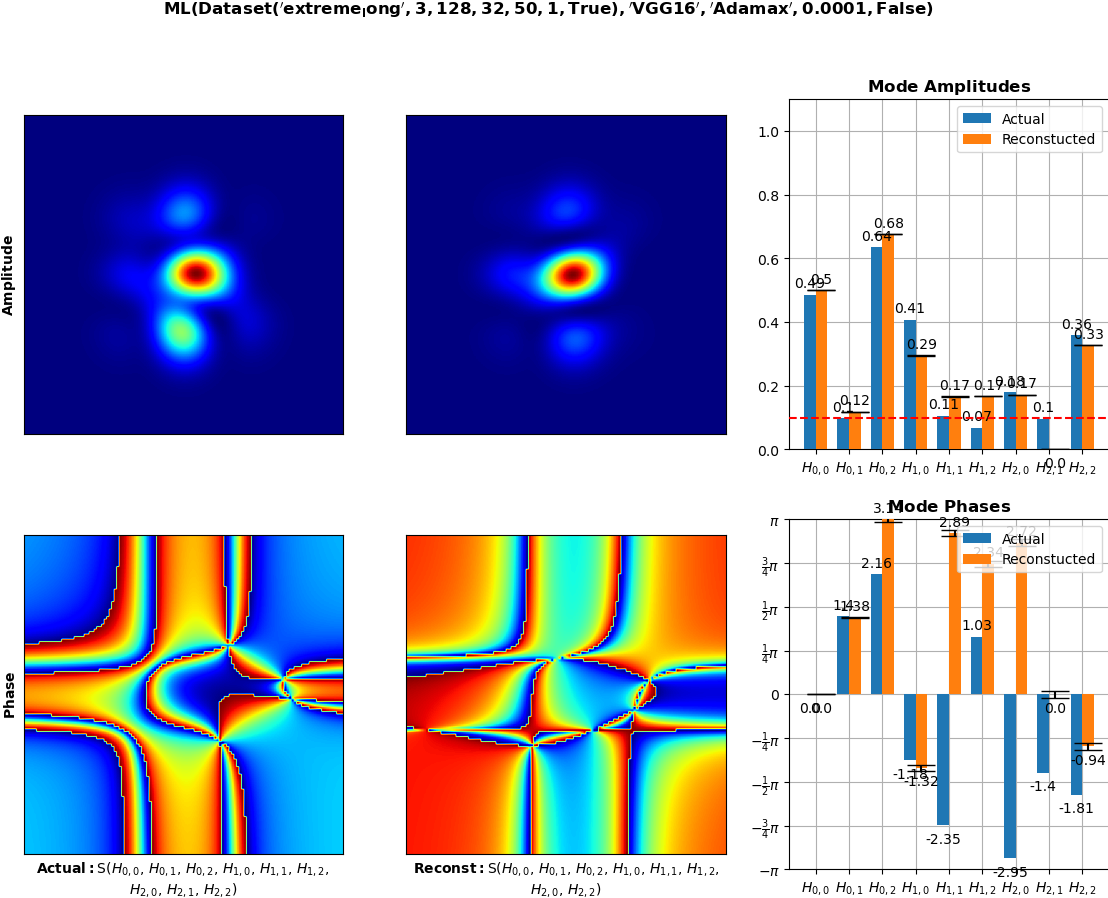 ML(Dataset('extreme_long', 3, 128, 32, 50, 1, True), 'VGG16', 'Adamax', 0.0001, False)
Amplitude
Mode Amplitudes
Actual
Reconstucted
1.0
0.8
0.6
0.4
0.2
0.0
0.49
0.5
0.1
0.12
0.64
0.68
0.41
0.29
0.11
0.17
0.07
0.17
0.18
0.17
0.1
0.0
0.36
0.33
H0,0 H0,1 H0,2 H1,0 H1,1 H1,2 H2,0 H2,1 H2,2
Phase
Mode Phases
Actual
Reconstucted
π
3/4π
1/2π
1/4π
0
−1/4π
−1/2π
−3/4π
−π
0.0
0.0
1.4
1.38
2.16
-1.18
-1.32
-2.35
2.89
1.03
2.34
-2.95
2.72
-1.4
0.0
-1.81
-0.94
H0,0 H0,1 H0,2 H1,0 H1,1 H1,2 H2,0 H2,1 H2,2
Actual: S(H0,0, H0,1, H0,2, H1,0, H1,1, H1,2,
H2,0, H2,1, H2,2)
Reconst: S(H0,0, H0,1, H0,2, H1,0, H1,1, H1,2,
H2,0, H2,2)